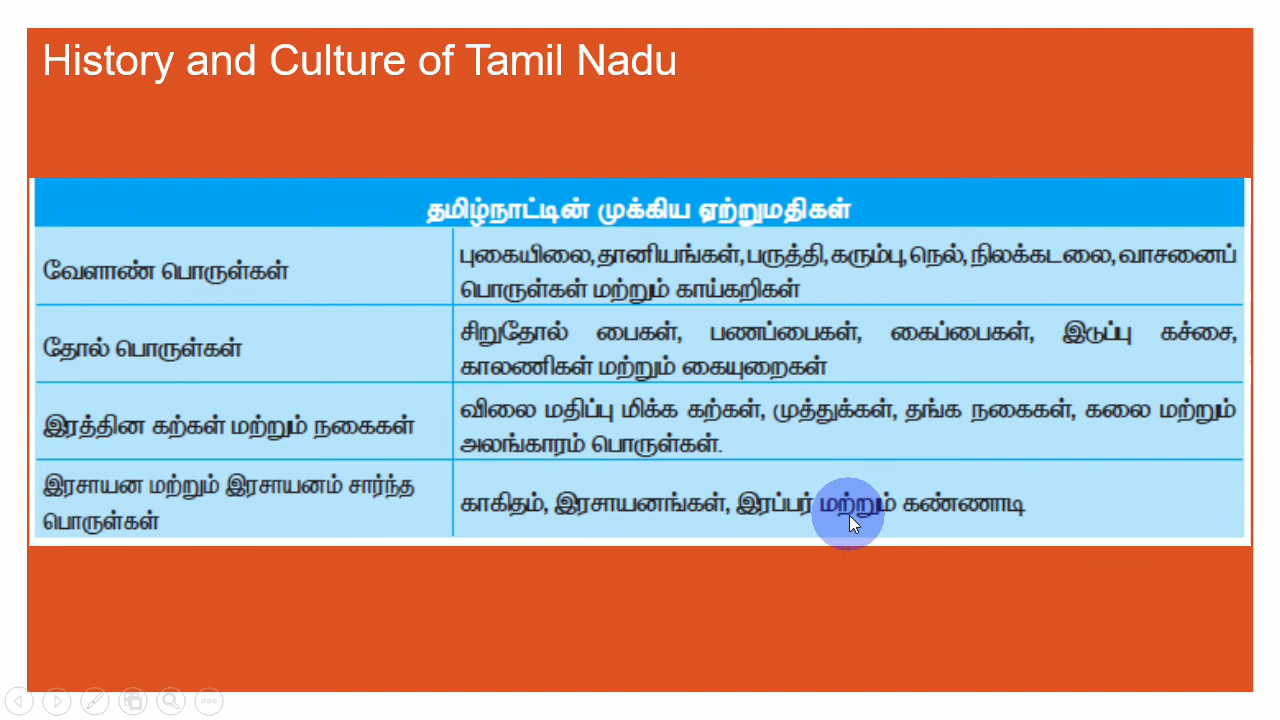 History and Culture of Tamil Nadu
தமிழ்நாட்டின் முக்கிய ஏற்றுமதிகள்
வேளாண் பொருள்கள்
புகையிலை, தானியங்கள், பருத்தி, கரும்பு, நெல், நிலக்கடலை, வாசனைப்
பொருள்கள் மற்றும் காய்கறிகள்
தோல் பொருள்கள்
சிறுதோல் பைகள், பணப்பைகள், கைப்பைகள், இடுப்பு கச்சை,
காலணிகள் மற்றும் கையுறைகள்
இரத்தின கற்கள் மற்றும் நகைகள்
விலை மதிப்பு மிக்க கற்கள், முத்துக்கள், தங்க நகைகள், கலை மற்றும்
அலங்காரம் பொருள்கள்.
இரசாயன மற்றும் இரசாயனம் சார்ந்த
பொருள்கள்
காகிதம், இரசாயனங்கள், இரப்பர் மற்றும் கண்ணாடி